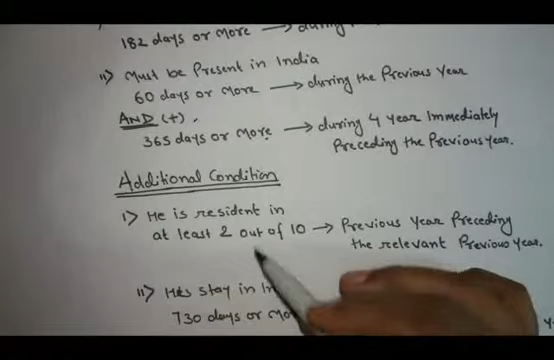 182 days or More → during
ii) Must be Present in India
60 days or More → during the Previous Year
AND (+).
365 days or more → during 4 year Immediately
Preceding the Previous year.
Additional Condition
i) He is resident in
at least 2 out of 10 → Previous Year Preceding
the relevant Previous Year.
ii) His stay in In
730 days or Mo